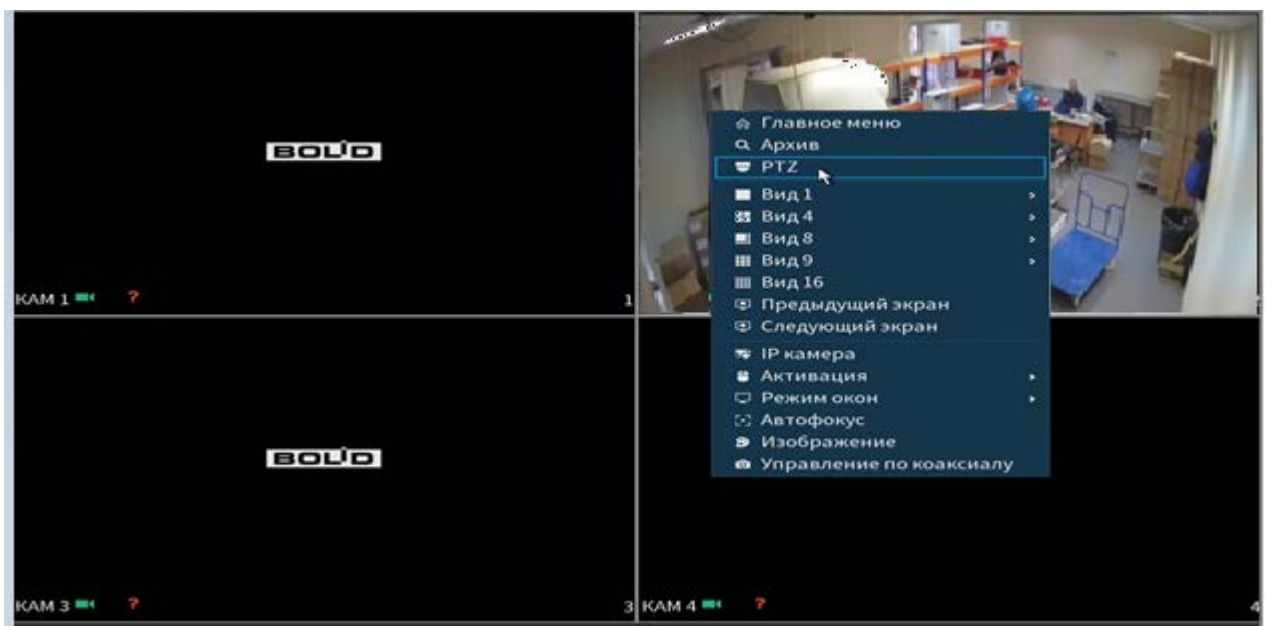 BOLID
КАМ 1 ?
1
Главное меню
Архив
PTZ
Вид 1
Вид 4
Вид 8
Вид 9
Вид 16
Предыдущий экран
Следующий экран
IP камера
Активация
Режим окон
Автофокус
Изображение
Управление по коаксиалу
BOLID
КАМ 3 ?
3
КАМ 4 ?
4